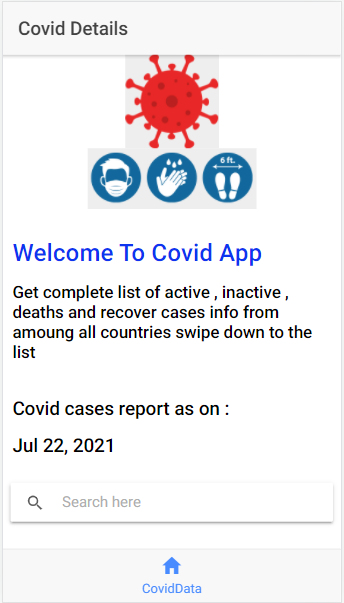 Covid Details
6 ft.
Welcome To Covid App
Get complete list of active , inactive ,
deaths and recover cases info from
amoung all countries swipe down to the
list
Covid cases report as on :
Jul 22, 2021
Search here
CovidData